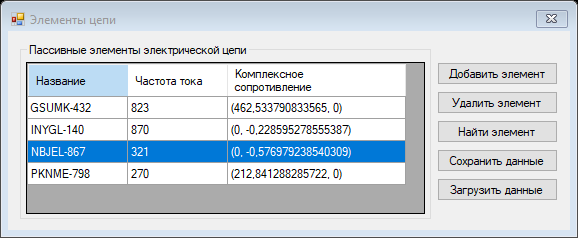 Элементы цепи
Пассивные элементы электрической цепи
Название Частота тока Комплексное сопротивление
GSUMK-432 823 (462,533790833565, 0)
INYGL-140 870 (0, -0,228595278555387)
NBJEL-867 321 (0, -0,576979238540309)
PKNME-798 270 (212,841288285722, 0)
Добавить элемент
Удалить элемент
Найти элемент
Сохранить данные
Загрузить данные